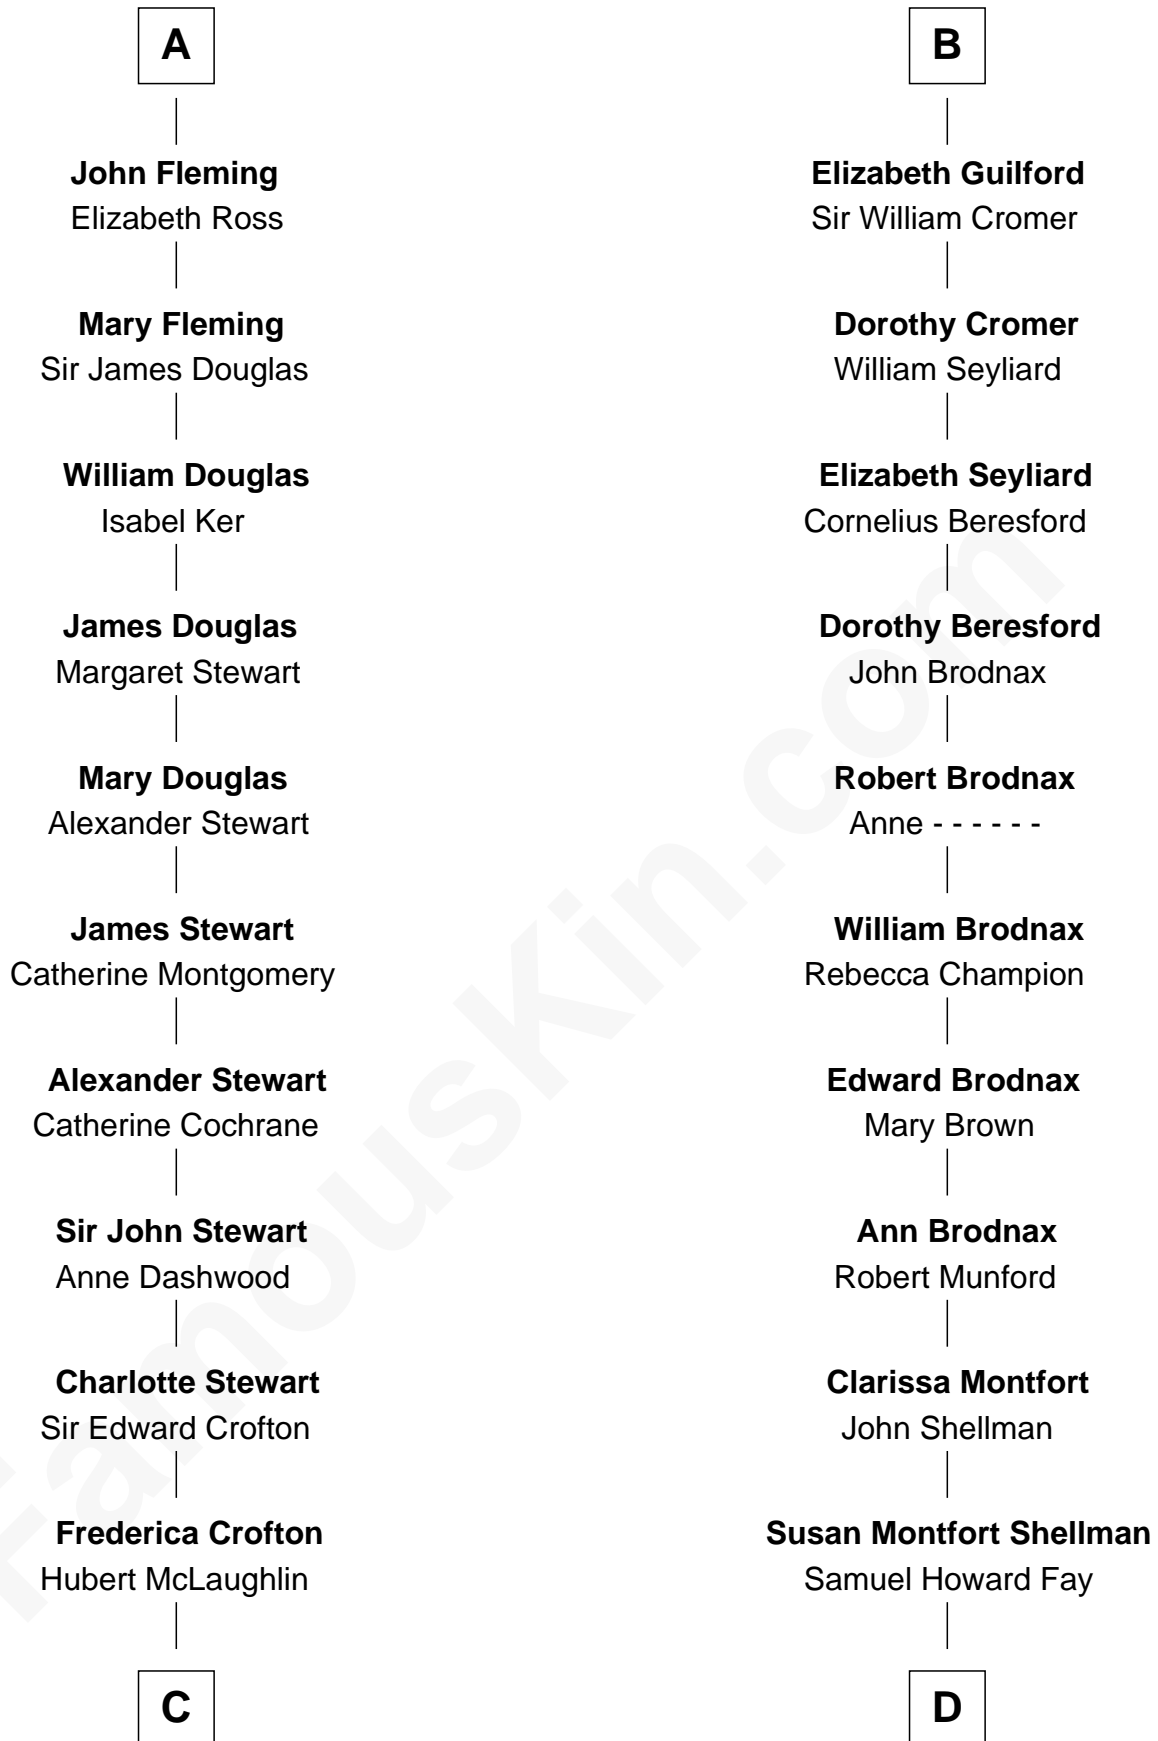 A
John Fleming
Elizabeth Ross
Mary Fleming
Sir James Douglas
William Douglas
Isabel Ker
James Douglas
Margaret Stewart
Mary Douglas
Alexander Stewart
James Stewart
Catherine Montgomery
Alexander Stewart
Catherine Cochrane
Sir John Stewart
Anne Dashwood
Charlotte Stewart
Sir Edward Crofton
Frederica Crofton
Hubert McLaughlin
C
B
Elizabeth Guilford
Sir William Cromer
Dorothy Cromer
William Seyliard
Elizabeth Seyliard
Cornelius Beresford
Dorothy Beresford
John Brodnax
Robert Brodnax
Anne - - - - - -
William Brodnax
Rebecca Champion
Edward Brodnax
Mary Brown
Ann Brodnax
Robert Munford
Clarissa Montfort
John Shellman
Susan Montfort Shellman
Samuel Howard Fay
D
FamousKin.com